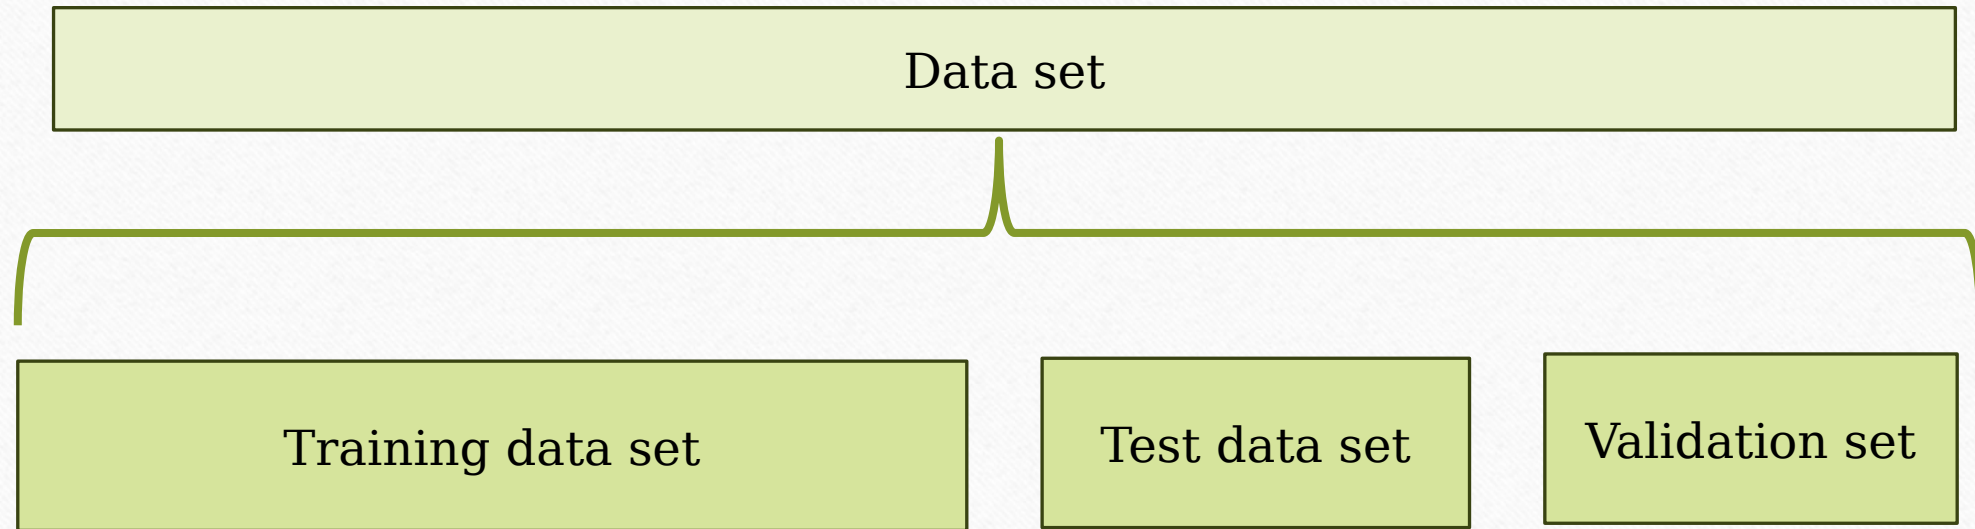 Data set
Training data set
Test data set
Validation set